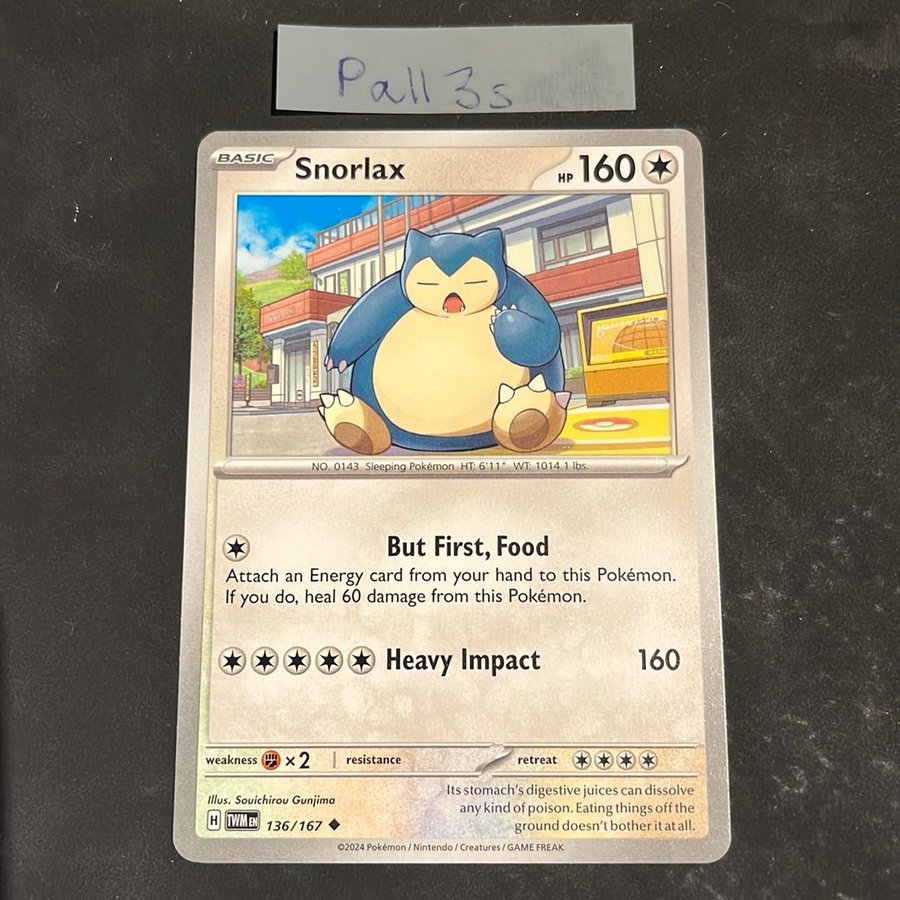 Pall3s
BASIC
Snorlax
HP 160
NO. 0143 Sleeping Pokémon HT: 6'11" WT: 1014.1 lbs.
But First, Food
Attach an Energy card from your hand to this Pokémon.
If you do, heal 60 damage from this Pokémon.
Heavy Impact 160
weakness ×2 resistance retreat
Its stomach's digestive juices can dissolve
any kind of poison. Eating things off the
ground doesn't bother it at all.
Illus. Souichirou Gunjima
H TWM EN 136/167
©2024 Pokémon / Nintendo / Creatures / GAME FREAK